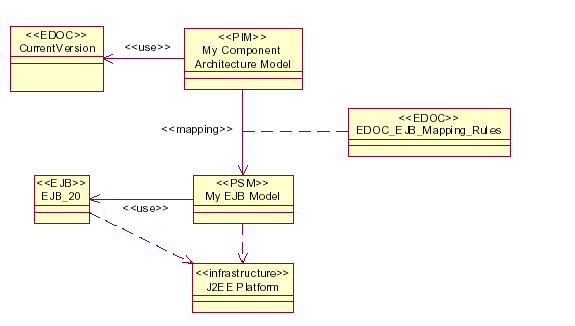 <<EDOC>>
CurrentVersion
<<use>>
<<PIM>>
My Component
Architecture Model
<<mapping>>
<<EDOC>>
EDOC_EJB_Mapping_Rules
<<EJB>>
EJB_20
<<use>>
<<PSM>>
My EJB Model
<<infrastructure>>
J2EE Platform